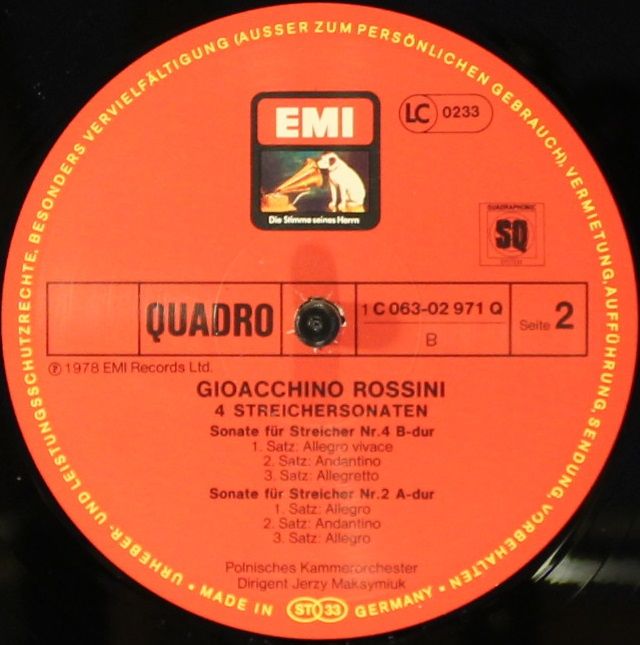 URHEBER- UND LEISTUNGSSCHUTZRECHTE, BESONDERS VERVIELFÄLTIGUNG (AUSSER ZUM PERSÖNLICHEN GEBRAUCH), VERMIETUNG, AUFFÜHRUNG, SENDUNG, VORBEHALTEN
EMI
Die Stimme seines Herrn
LC 0233
QUADRAPHONIC
SQ
SYSTEM
QUADRO
1 C 063-02 971 Q
B
Seite 2
℗ 1978 EMI Records Ltd.
GIOACCHINO ROSSINI
4 STREICHERSONATEN
Sonate für Streicher Nr.4 B-dur
1. Satz: Allegro vivace
2. Satz: Andantino
3. Satz: Allegretto
Sonate für Streicher Nr.2 A-dur
1. Satz: Allegro
2. Satz: Andantino
3. Satz: Allegro
Polnisches Kammerorchester
Dirigent Jerzy Maksymiuk
• MADE IN ST 33 GERMANY •